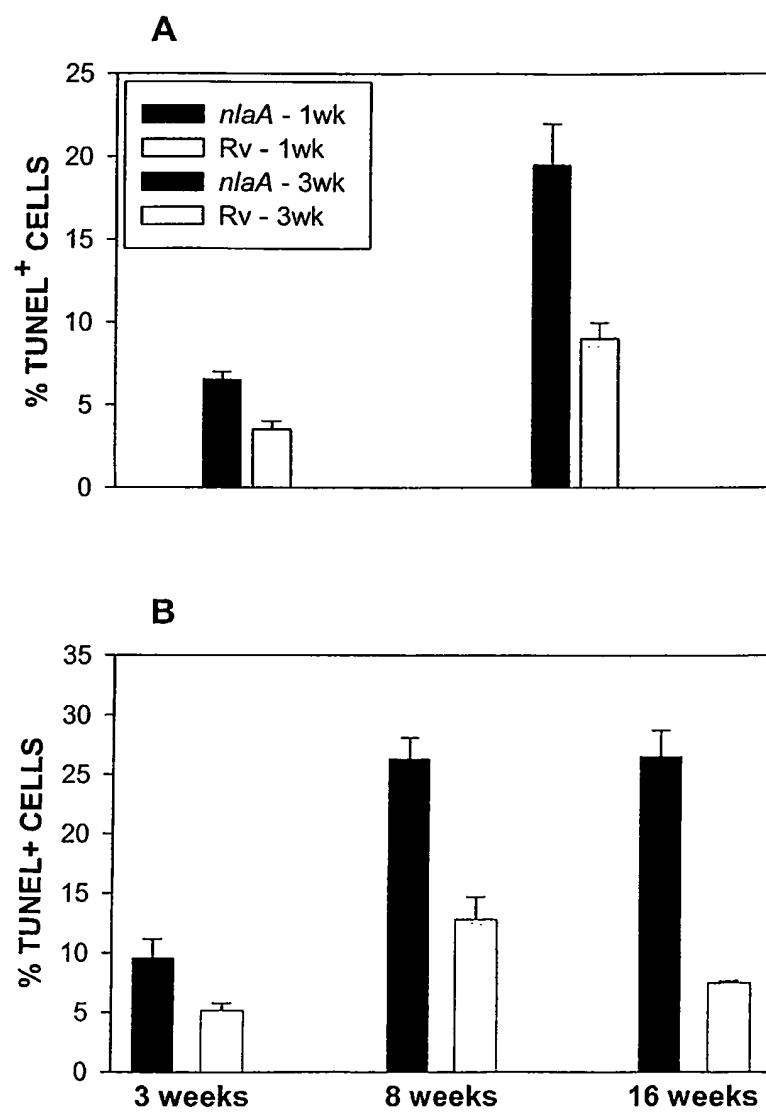 A
25
20
15
10
5
0
% TUNEL+ CELLS
nlaA - 1wk
Rv - 1wk
nlaA - 3wk
Rv - 3wk
B
35
30
25
20
15
10
5
0
% TUNEL+ CELLS
3 weeks 8 weeks 16 weeks